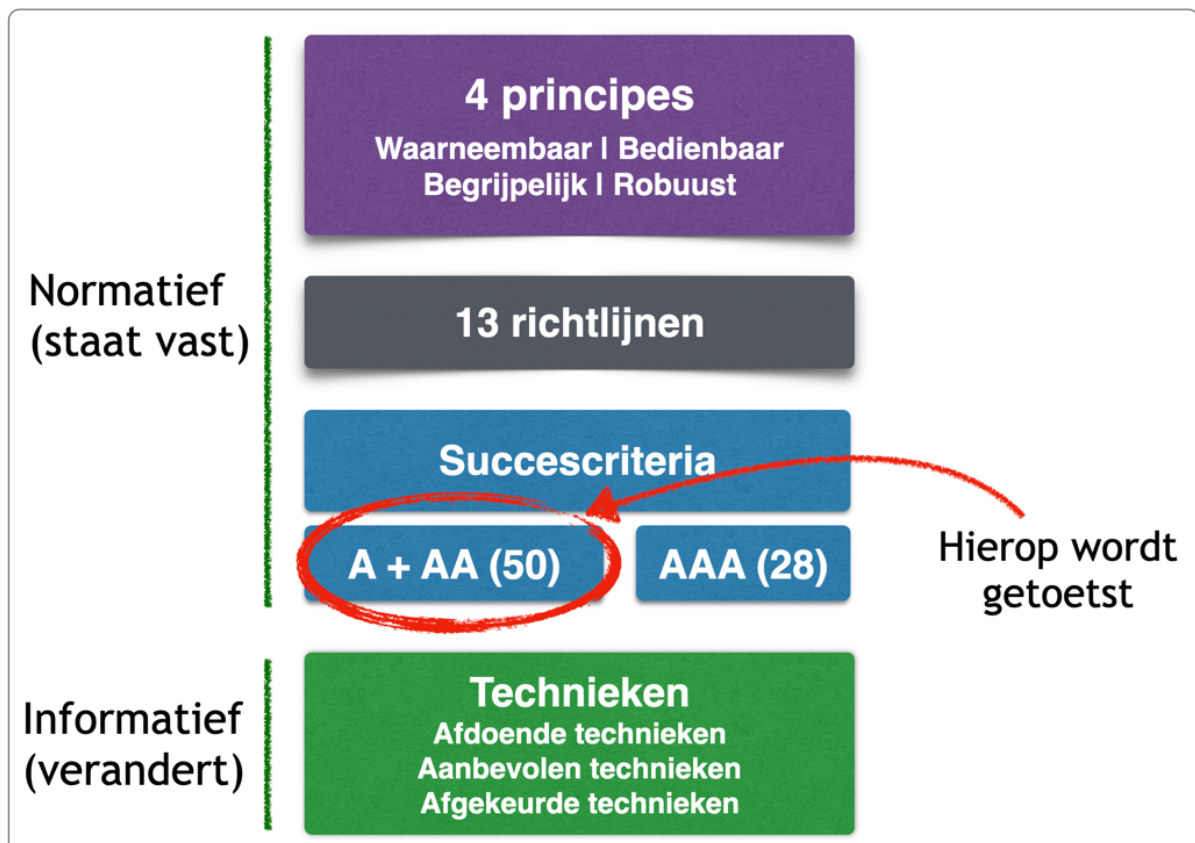 4 principes
Waarneembaar | Bedienbaar
Begrijpelijk | Robuust
Normatief
(staat vast)
13 richtlijnen
Succescriteria
A + AA (50)
AAA (28)
Hierop wordt
getoetst
Informatief
(verandert)
Technieken
Afdoende technieken
Aanbevolen technieken
Afgekeurde technieken